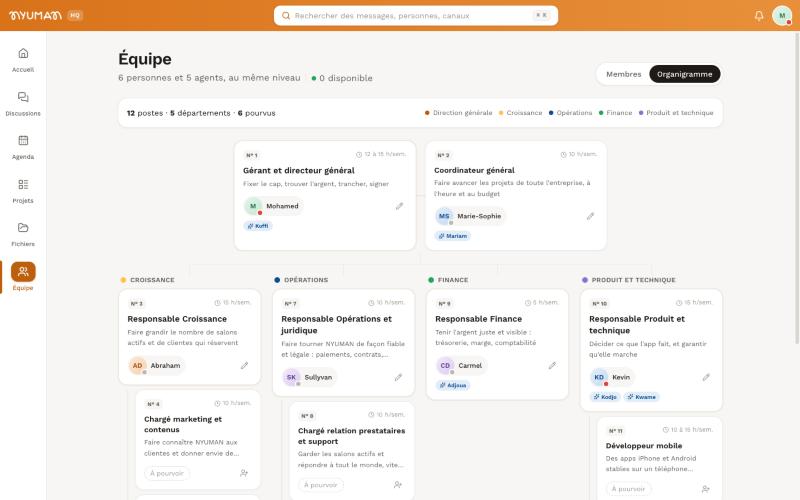 NYUMAN HQ
Rechercher des messages, personnes, canaux
⌘ K
M
Accueil
Discussions
Agenda
Projets
Fichiers
Équipe
Équipe
6 personnes et 5 agents, au même niveau
0 disponible
Membres
Organigramme
12 postes · 5 départements · 6 pourvus
Direction générale
Croissance
Opérations
Finance
Produit et technique
N° 1
12 à 15 h/sem.
Gérant et directeur général
Fixer le cap, trouver l'argent, trancher, signer
M Mohamed
Koffi
N° 2
10 h/sem.
Coordinateur général
Faire avancer les projets de toute l'entreprise, à
l'heure et au budget
MS Marie-Sophie
Mariam
CROISSANCE
N° 3
15 h/sem.
Responsable Croissance
Faire grandir le nombre de salons
actifs et de clientes qui réservent
AD Abraham
N° 4
10 h/sem.
Chargé marketing et
contenus
Faire connaître NYUMAN aux
clientes et donner envie de...
À pourvoir
OPÉRATIONS
N° 7
10 h/sem.
Responsable Opérations et
juridique
Faire tourner NYUMAN de façon fiable
et légale : paiements, contrats,...
SK Sullyvan
N° 8
10 h/sem.
Chargé relation prestataires
et support
Garder les salons actifs et
répondre à tout le monde, vite...
À pourvoir
FINANCE
N° 9
5 h/sem.
Responsable Finance
Tenir l'argent juste et visible :
trésorerie, marge, comptabilité
CD Carmel
Adjoua
PRODUIT ET TECHNIQUE
N° 10
15 h/sem.
Responsable Produit et
technique
Décider ce que l'app fait, et garantir
qu'elle marche
KD Kevin
Kodjo
Kwame
N° 11
10 à 15 h/sem.
Développeur mobile
Des apps iPhone et Android
stables sur un téléphone...
À pourvoir